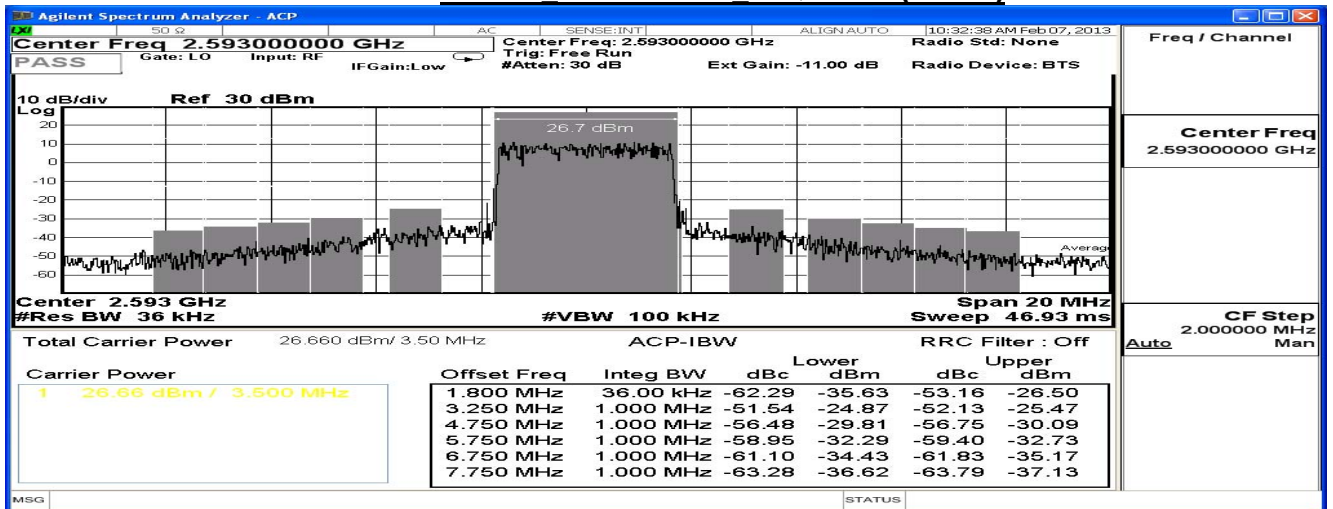 Agilent Spectrum Analyzer - ACP
LXI 50 Ω AC SENSE:INT ALIGN AUTO 10:32:38 AM Feb 07, 2013
Center Freq 2.593000000 GHz Center Freq: 2.593000000 GHz Radio Std: None
PASS Gate: LO Input: RF IFGain:Low Trig: Free Run
#Atten: 30 dB Ext Gain: -11.00 dB Radio Device: BTS
10 dB/div Ref 30 dBm
Log
20
10
0
-10
-20
-30
-40
-50
-60
26.7 dBm
Average
Center 2.593 GHz Span 20 MHz
#Res BW 36 kHz #VBW 100 kHz Sweep 46.93 ms
Total Carrier Power 26.660 dBm/ 3.50 MHz ACP-IBW RRC Filter : Off
Lower Upper
Carrier Power Offset Freq Integ BW dBc dBm dBc dBm
1 26.66 dBm / 3.500 MHz
1.800 MHz 36.00 kHz -62.29 -35.63 -53.16 -26.50
3.250 MHz 1.000 MHz -51.54 -24.87 -52.13 -25.47
4.750 MHz 1.000 MHz -56.48 -29.81 -56.75 -30.09
5.750 MHz 1.000 MHz -58.95 -32.29 -59.40 -32.73
6.750 MHz 1.000 MHz -61.10 -34.43 -61.83 -35.17
7.750 MHz 1.000 MHz -63.28 -36.62 -63.79 -37.13
MSG STATUS
Freq / Channel
Center Freq
2.593000000 GHz
CF Step
2.000000 MHz
Auto Man